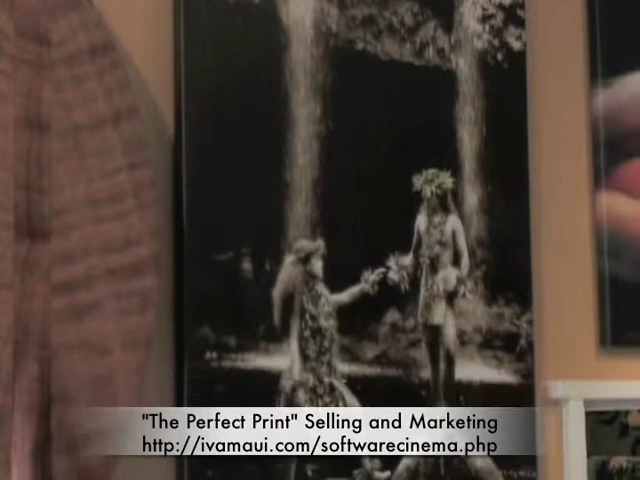 "The Perfect Print" Selling and Marketing
http://ivamaui.com/softwarecinema.php